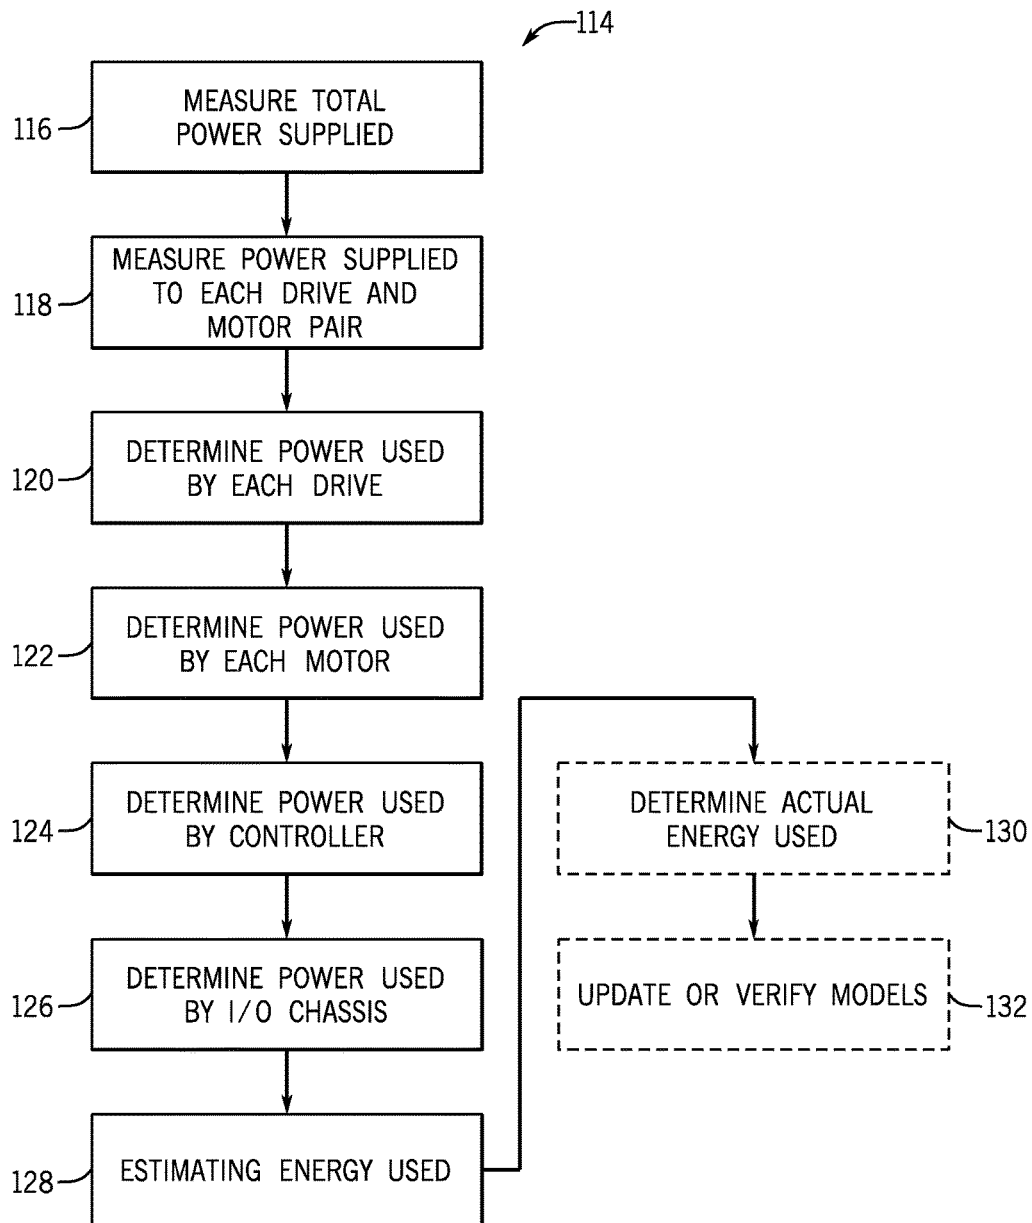 114
116
MEASURE TOTAL
POWER SUPPLIED
118
MEASURE POWER SUPPLIED
TO EACH DRIVE AND
MOTOR PAIR
120
DETERMINE POWER USED
BY EACH DRIVE
122
DETERMINE POWER USED
BY EACH MOTOR
124
DETERMINE POWER USED
BY CONTROLLER
126
DETERMINE POWER USED
BY I/O CHASSIS
128
ESTIMATING ENERGY USED
DETERMINE ACTUAL
ENERGY USED
130
UPDATE OR VERIFY MODELS
132